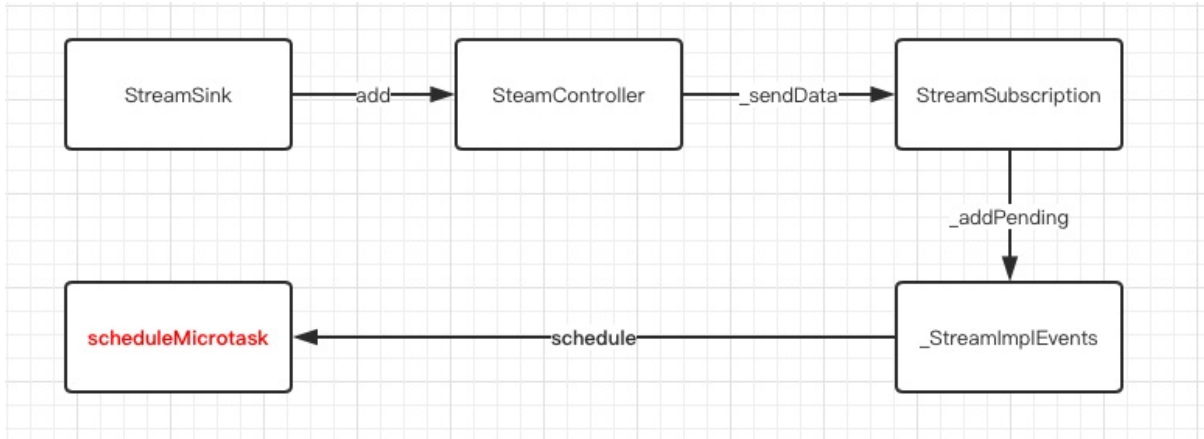 StreamSink
add
SteamController
_sendData
StreamSubscription
_addPending
scheduleMicrotask
schedule
_StreamImplEvents